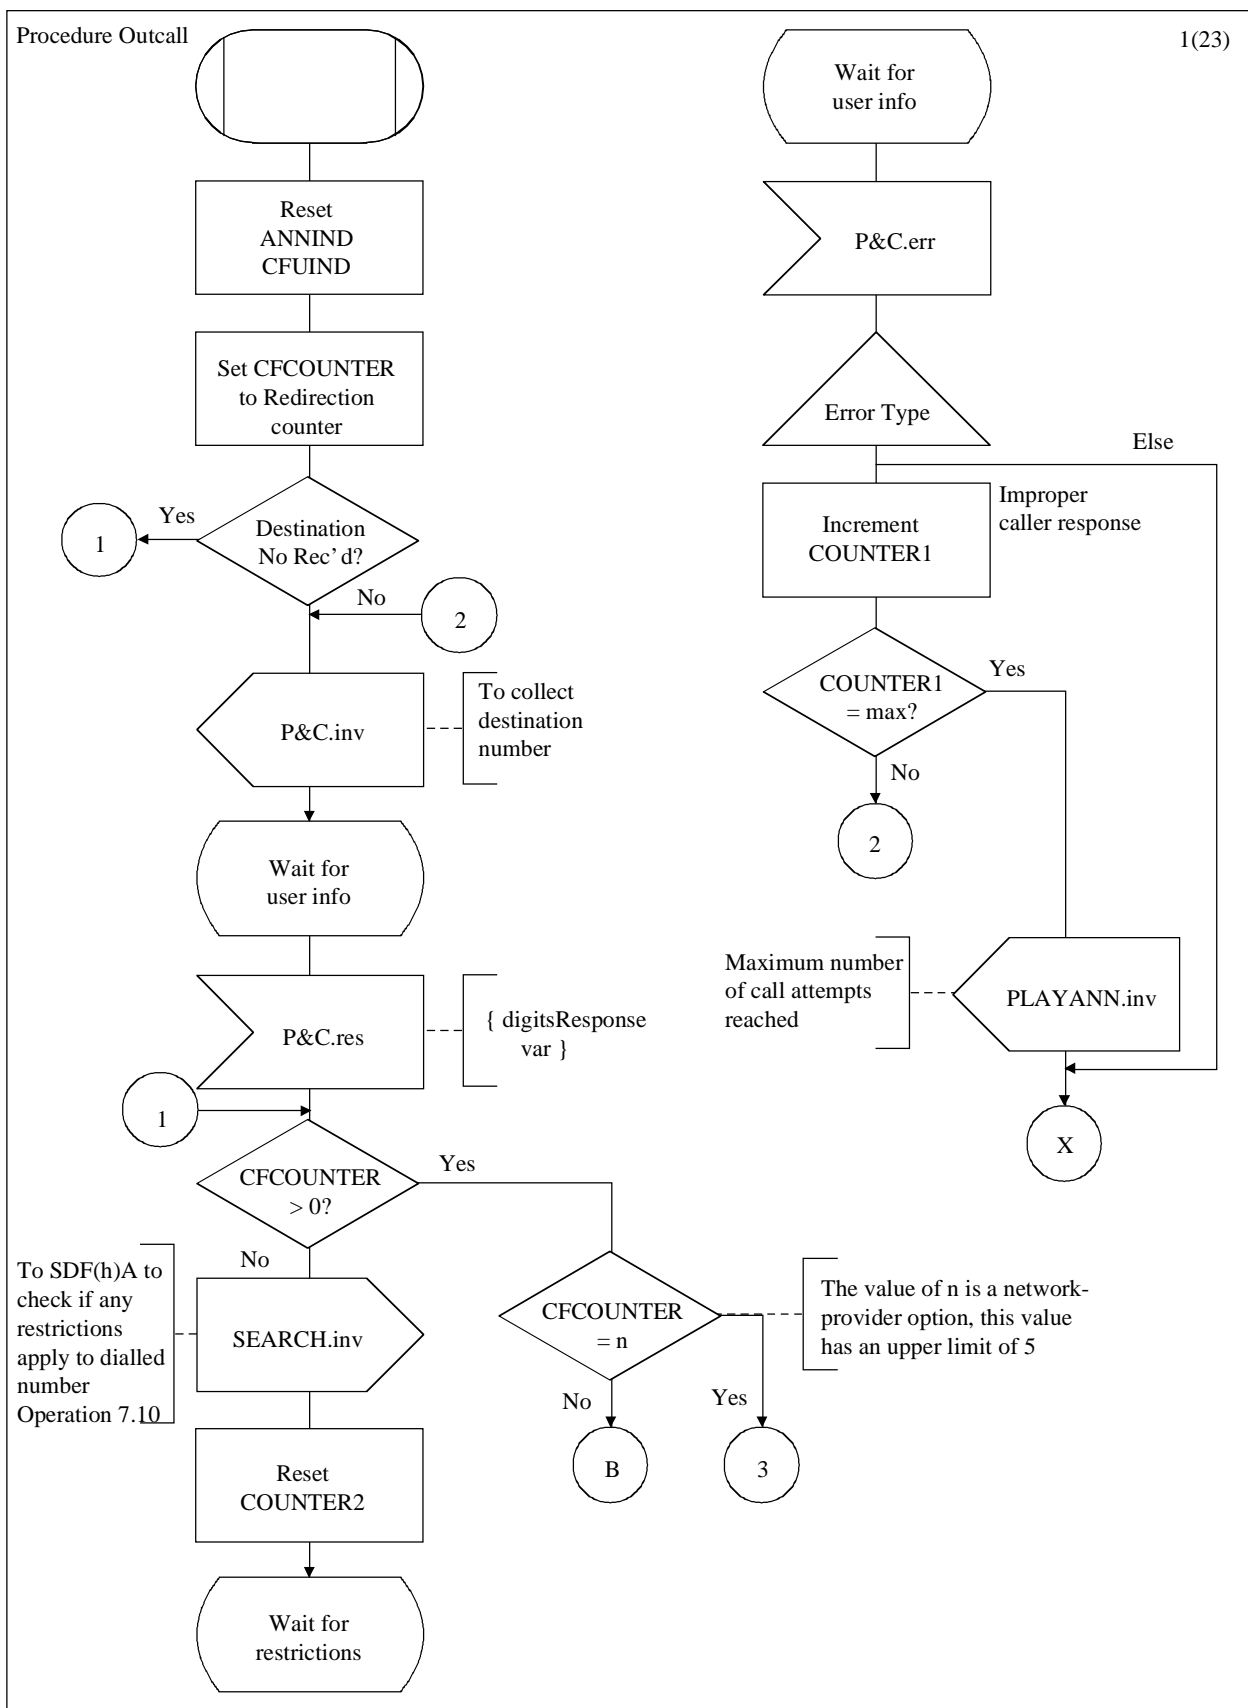 Procedure Outcall
1(23)
Reset
ANNIND
CFUIND
Set CFCOUNTER
to Redirection
counter
Destination
No Rec’d?
Yes
1
No
2
P&C.inv
To collect
destination
number
Wait for
user info
P&C.res
{ digitsResponse
var }
1
CFCOUNTER
> 0?
Yes
No
To SDF(h)A to
check if any
restrictions
apply to dialled
number
Operation 7.10
SEARCH.inv
Reset
COUNTER2
Wait for
restrictions
CFCOUNTER
= n
The value of n is a network-
provider option, this value
has an upper limit of 5
No
Yes
B
3
Wait for
user info
P&C.err
Error Type
Else
Improper
caller response
Increment
COUNTER1
COUNTER1
= max?
Yes
No
2
Maximum number
of call attempts
reached
PLAYANN.inv
X